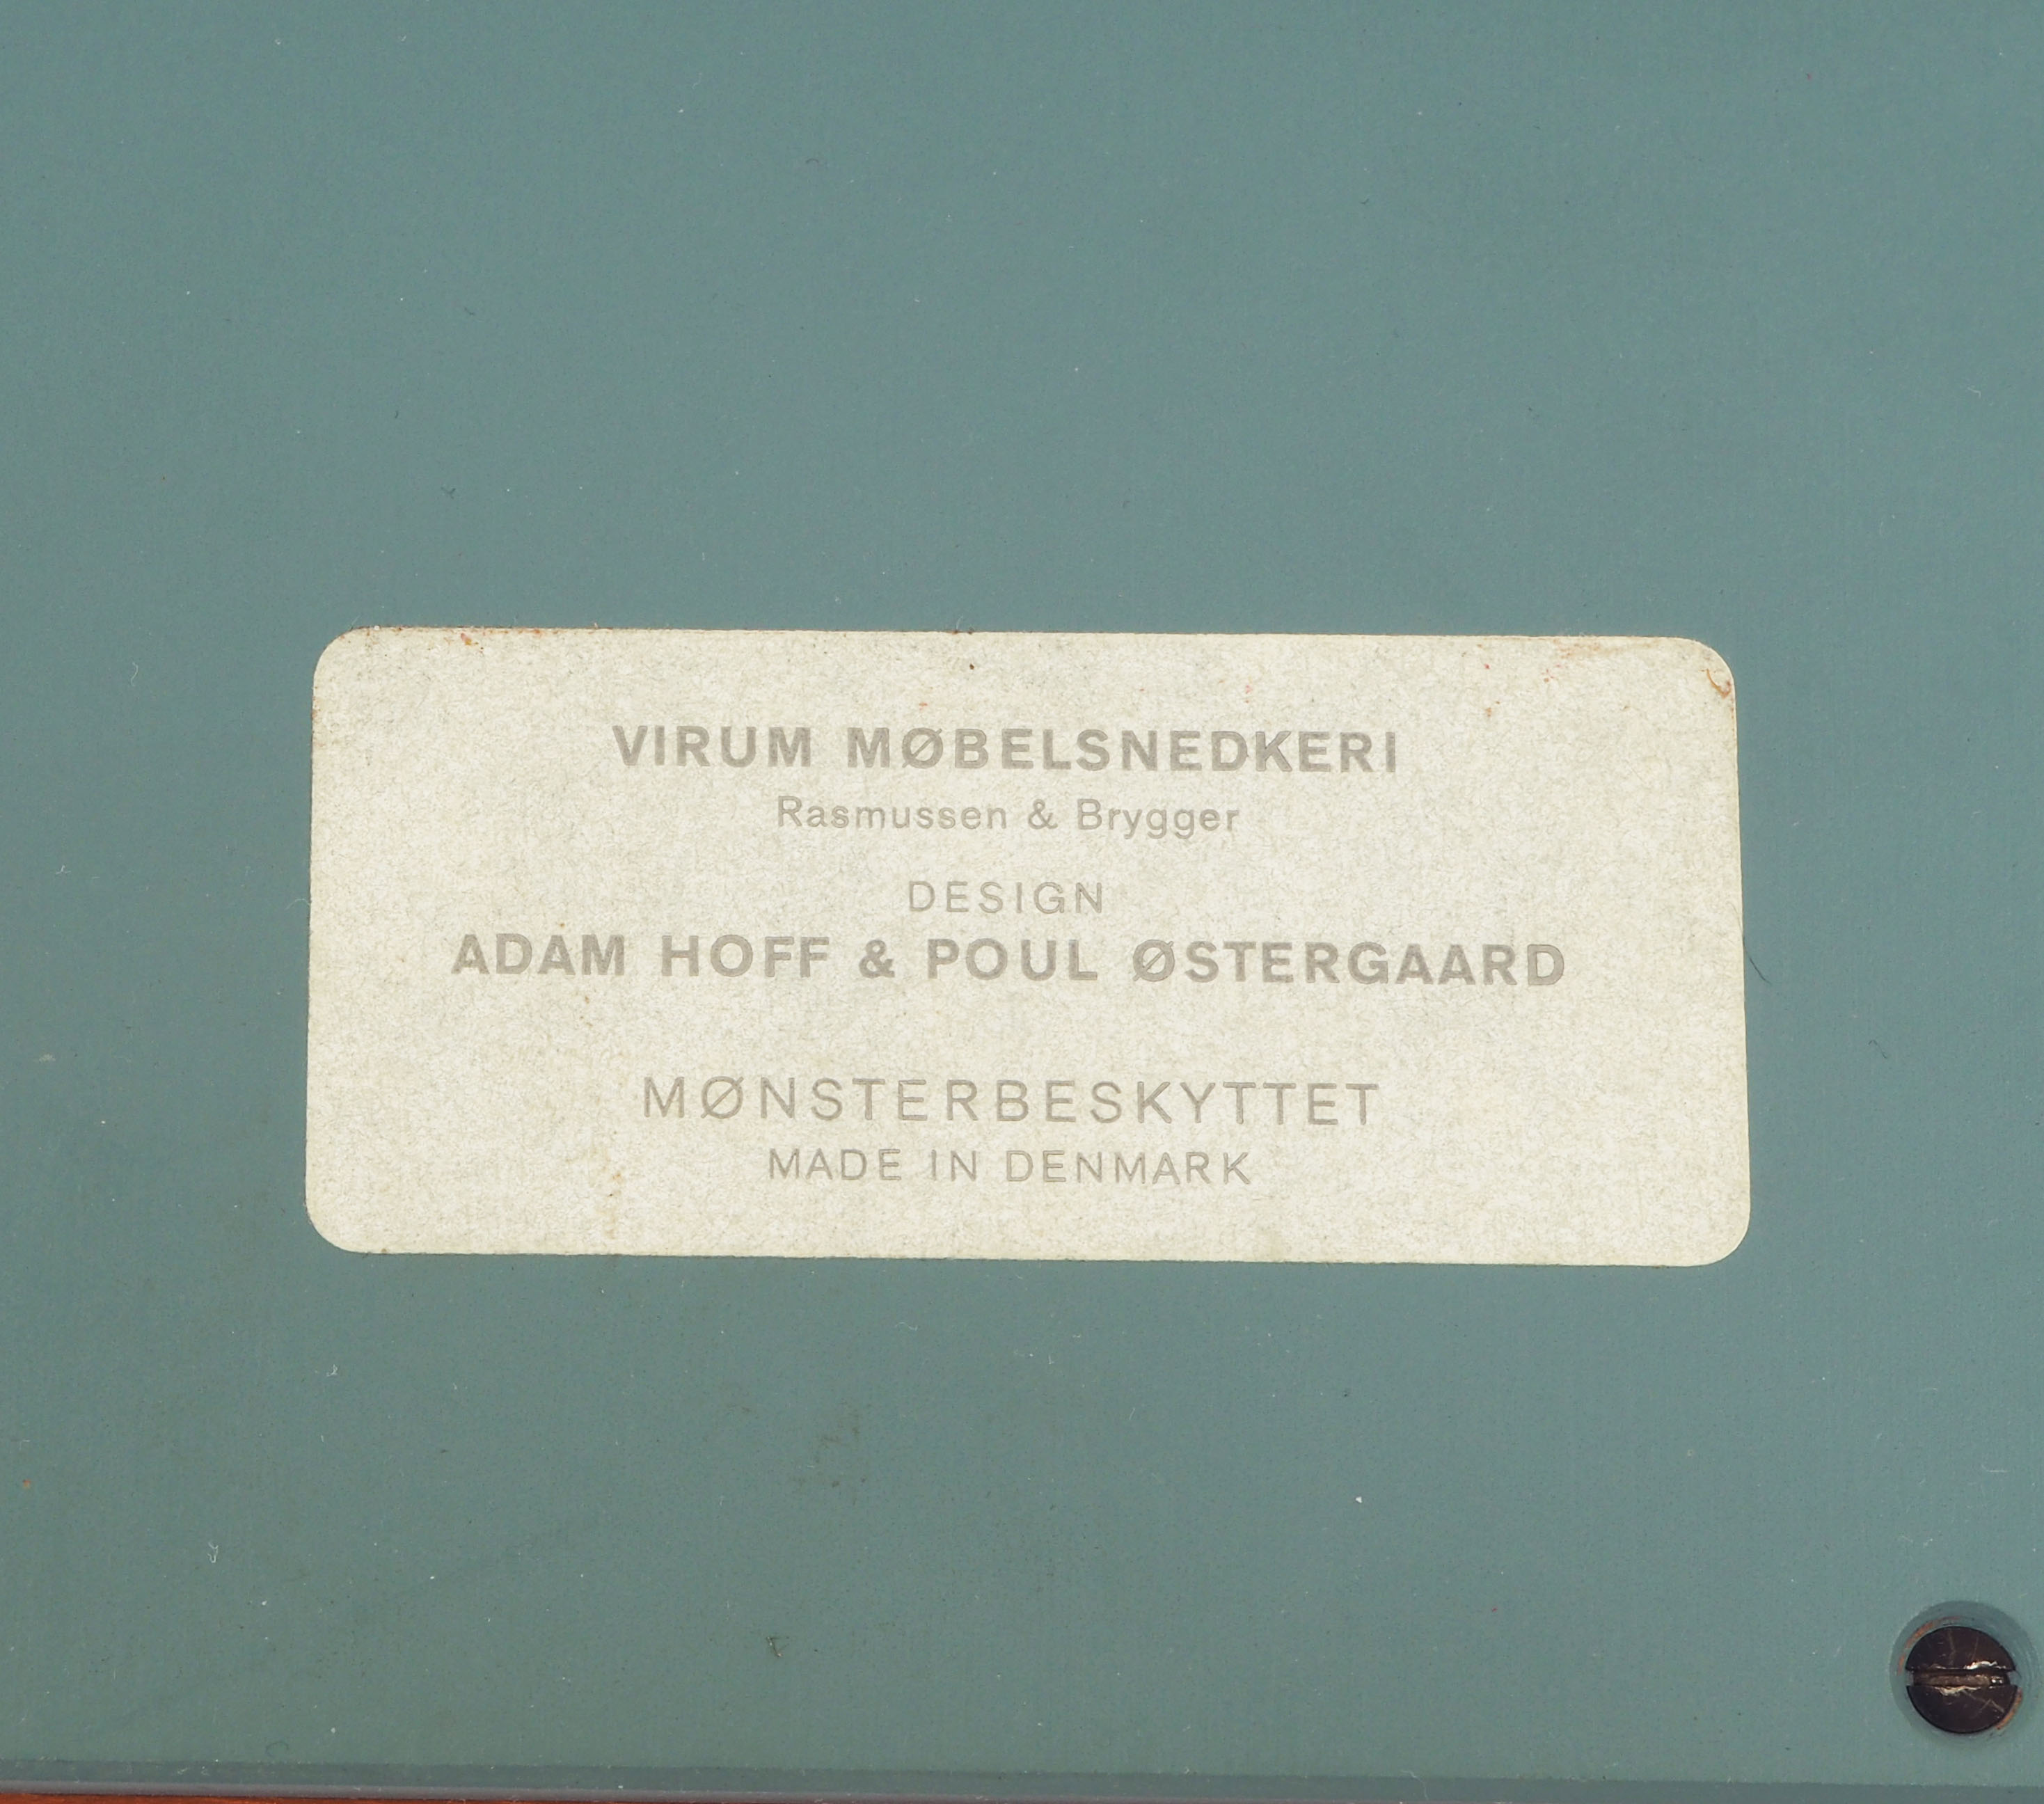 VIRUM MØBELSNEDKERI
Rasmussen & Brygger
DESIGN
ADAM HOFF & POUL ØSTERGAARD
MØNSTERBESKYTTET
MADE IN DENMARK